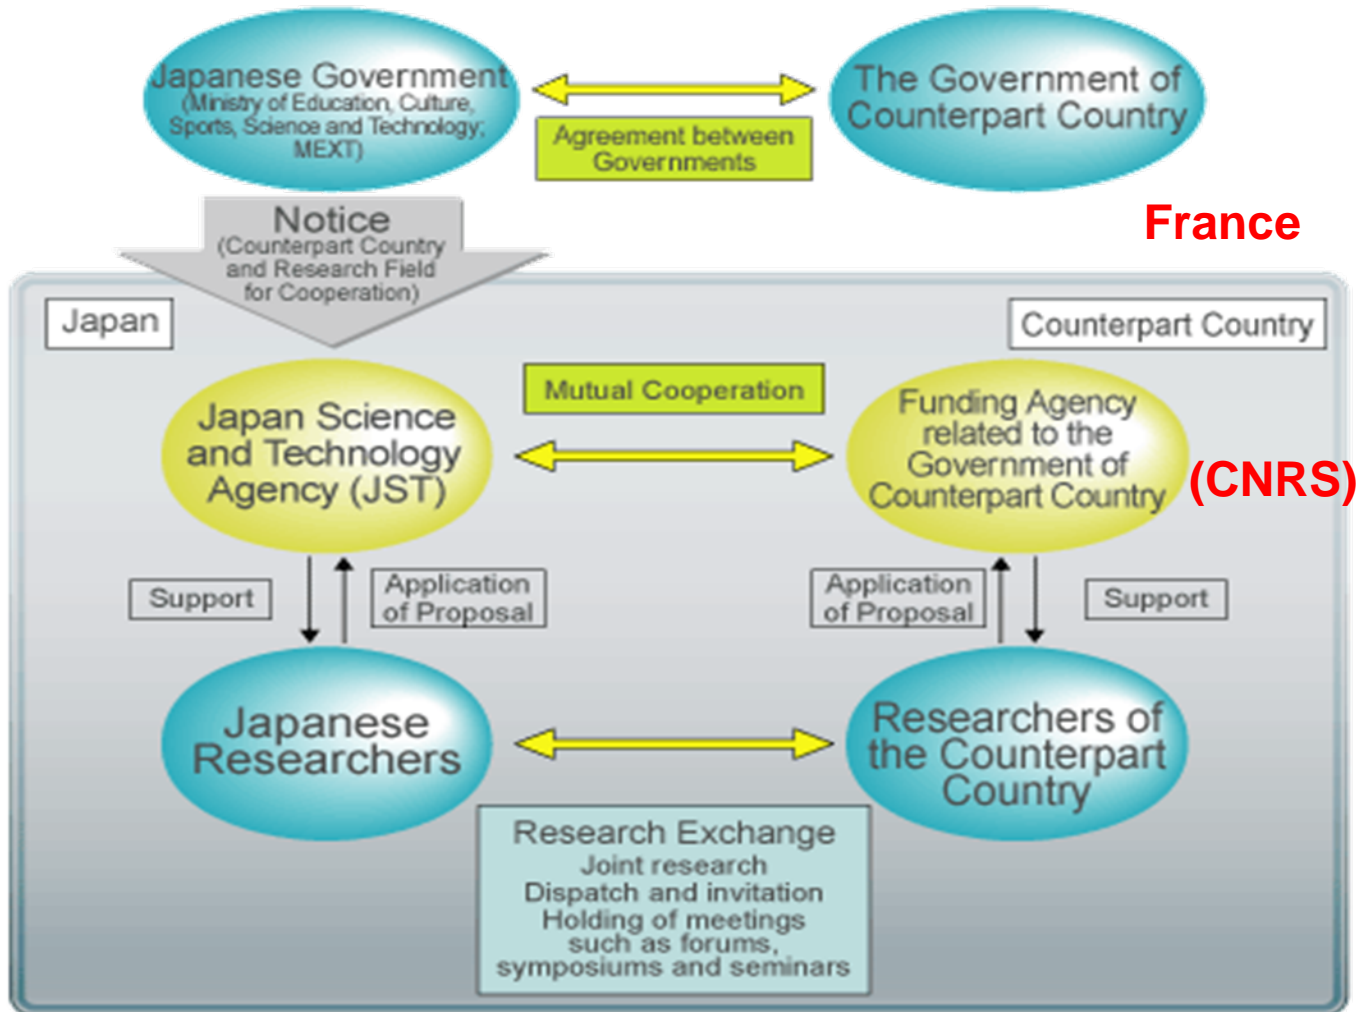 Japanese Government
(Ministry of Education, Culture,
Sports, Science and Technology;
MEXT)
The Government of
Counterpart Country
Agreement between
Governments
France
Notice
(Counterpart Country
and Research Field
for Cooperation)
Japan
Counterpart Country
Japan Science
and Technology
Agency (JST)
Mutual Cooperation
Funding Agency
related to the
Government of
Counterpart Country
(CNRS)
Support
Application
of Proposal
Application
of Proposal
Support
Japanese
Researchers
Researchers of
the Counterpart
Country
Research Exchange
Joint research
Dispatch and invitation
Holding of meetings
such as forums,
symposiums and seminars